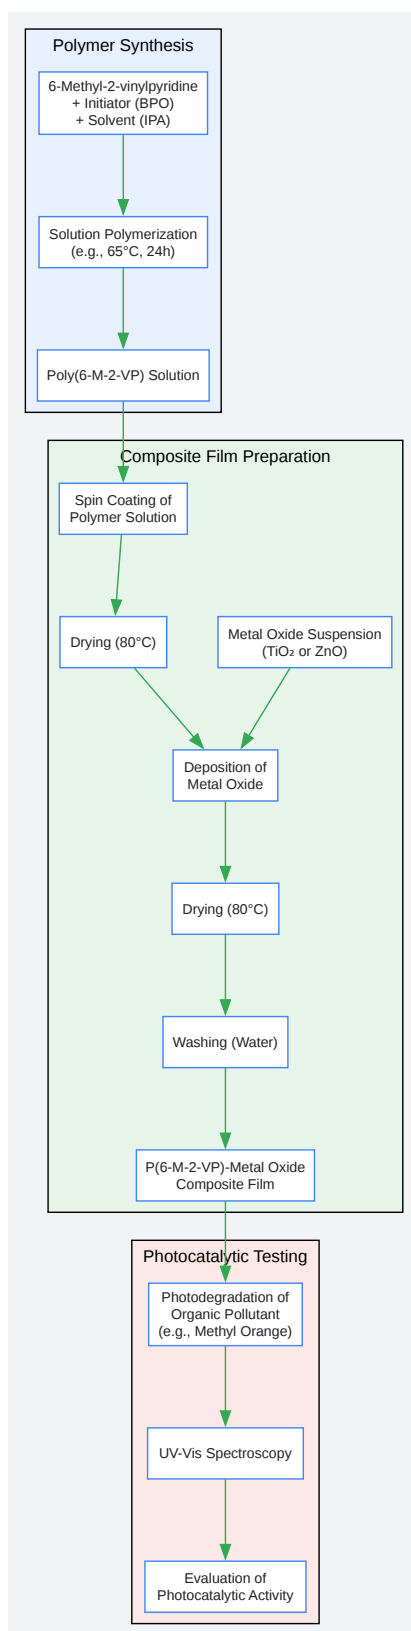 Polymer Synthesis
6-Methyl-2-vinylpyridine
+ Initiator (BPO)
+ Solvent (IPA)
Solution Polymerization
(e.g., 65°C, 24h)
Poly(6-M-2-VP) Solution
Composite Film Preparation
Spin Coating of
Polymer Solution
Drying (80°C)
Metal Oxide Suspension
(TiO₂ or ZnO)
Deposition of
Metal Oxide
Drying (80°C)
Washing (Water)
P(6-M-2-VP)-Metal Oxide
Composite Film
Photocatalytic Testing
Photodegradation of
Organic Pollutant
(e.g., Methyl Orange)
UV-Vis Spectroscopy
Evaluation of
Photocatalytic Activity